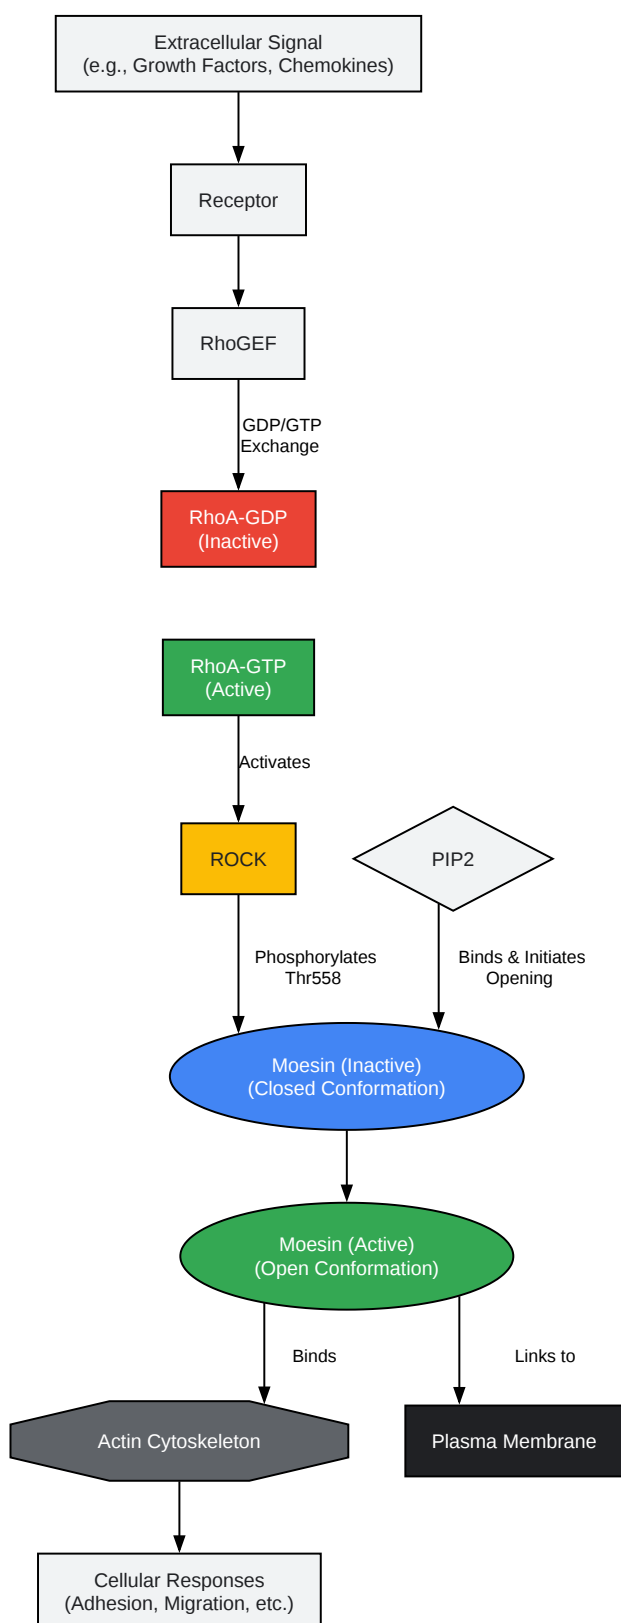 Extracellular Signal
(e.g., Growth Factors, Chemokines)
Receptor
RhoGEF
GDP/GTP
Exchange
RhoA-GDP
(Inactive)
RhoA-GTP
(Active)
Activates
ROCK
PIP2
Phosphorylates
Thr558
Binds & Initiates
Opening
Moesin (Inactive)
(Closed Conformation)
Moesin (Active)
(Open Conformation)
Binds
Links to
Actin Cytoskeleton
Plasma Membrane
Cellular Responses
(Adhesion, Migration, etc.)